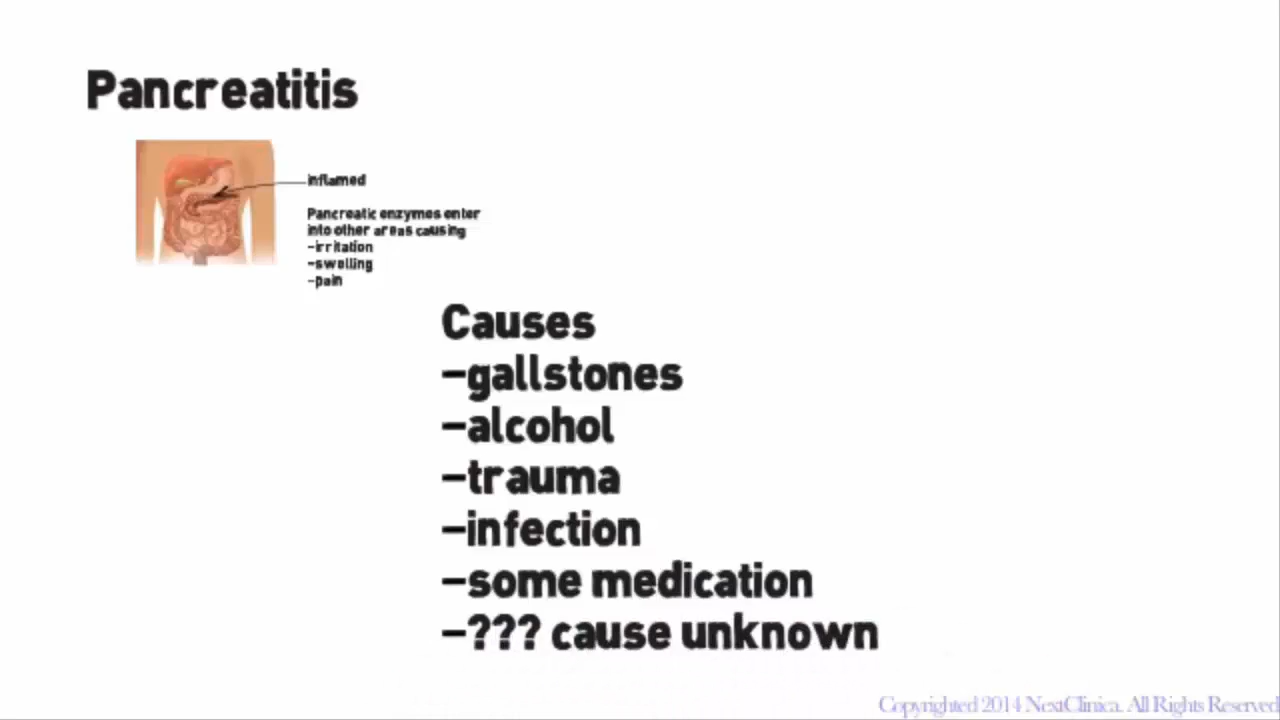 Pancreatitis
inflamed
Pancreatic enzymes enter
into other areas causing
-irritation
-swelling
-pain
Causes
-gallstones
-alcohol
-trauma
-infection
-some medication
-??? cause unknown
Copyrighted 2014 NextClinica. All Rights Reserved